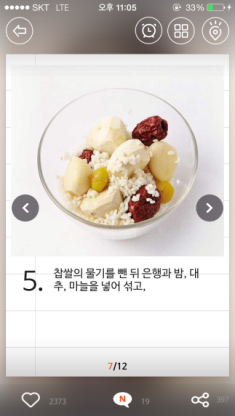 SKT LTE 오후 11:05 33%
5. 찹쌀의 물기를 뺀 뒤 은행과 밤, 대
추, 마늘을 넣어 섞고,
7/12
2373 N 19 397